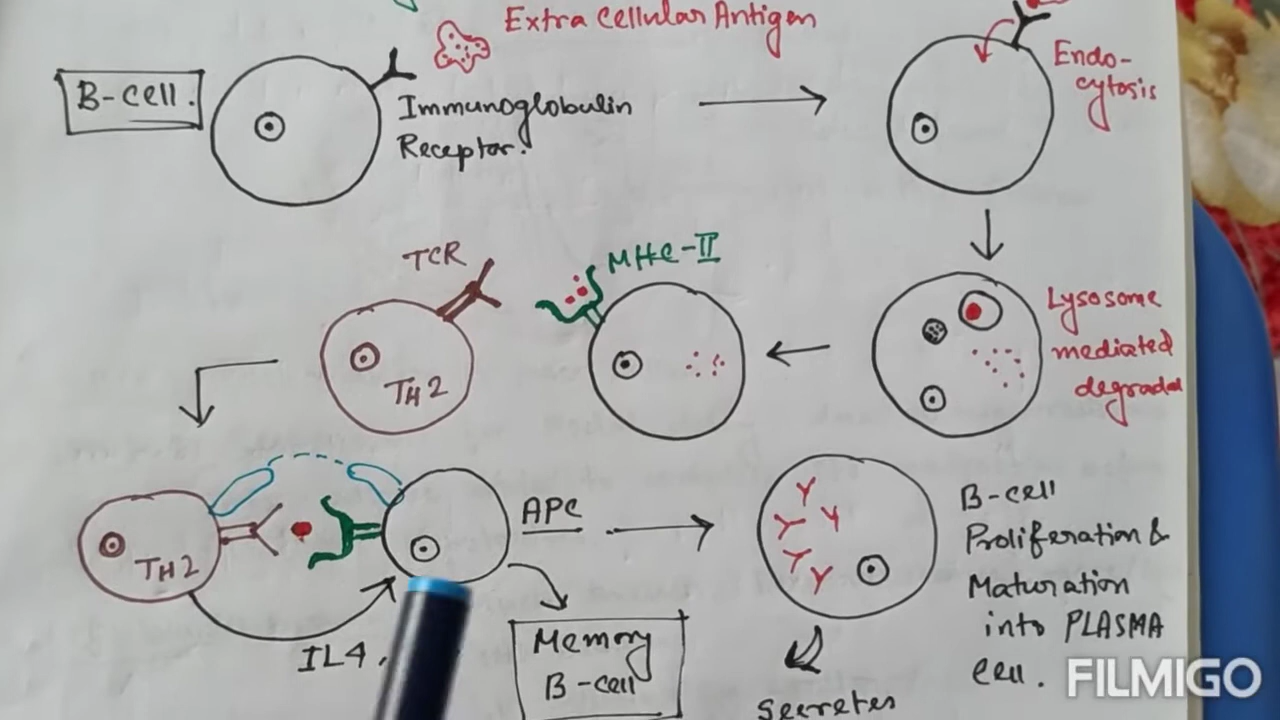 Extra Cellular Antigen
B-cell.
Immunoglobulin
Receptor.
Endo-
cytosis
TCR
MHC-II
TH2
Lysosome
mediated
degradat
TH2
APC
IL4,
Memory
B-cell
B-cell
Proliferation &
Maturation
into PLASMA
cell.
secretes
FILMIGO